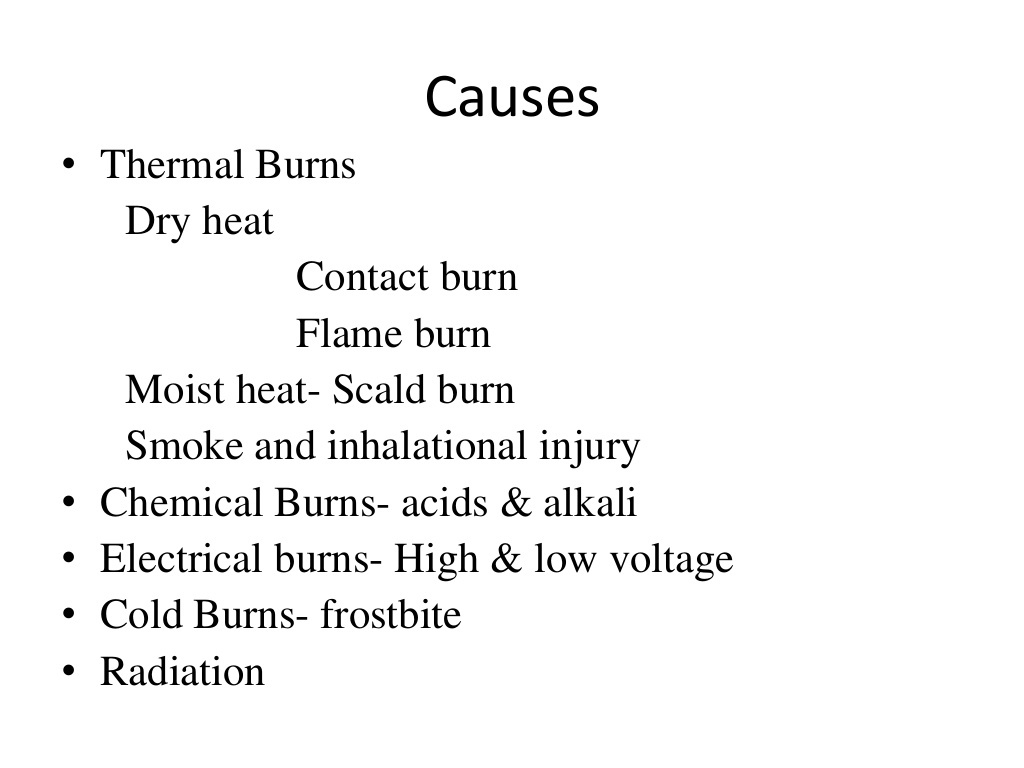 Causes
• Thermal Burns
Dry heat
Contact burn
Flame burn
Moist heat- Scald burn
Smoke and inhalational injury
• Chemical Burns- acids & alkali
• Electrical burns- High & low voltage
• Cold Burns- frostbite
• Radiation